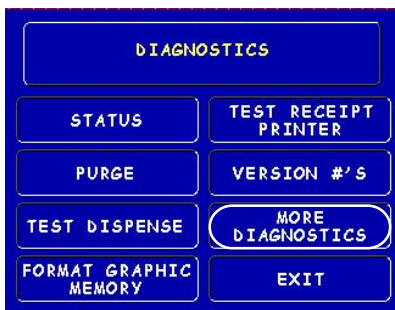 DIAGNOSTICS
STATUS
TEST RECEIPT
PRINTER
PURGE
VERSION #'S
TEST DISPENSE
MORE
DIAGNOSTICS
FORMAT GRAPHIC
MEMORY
EXIT